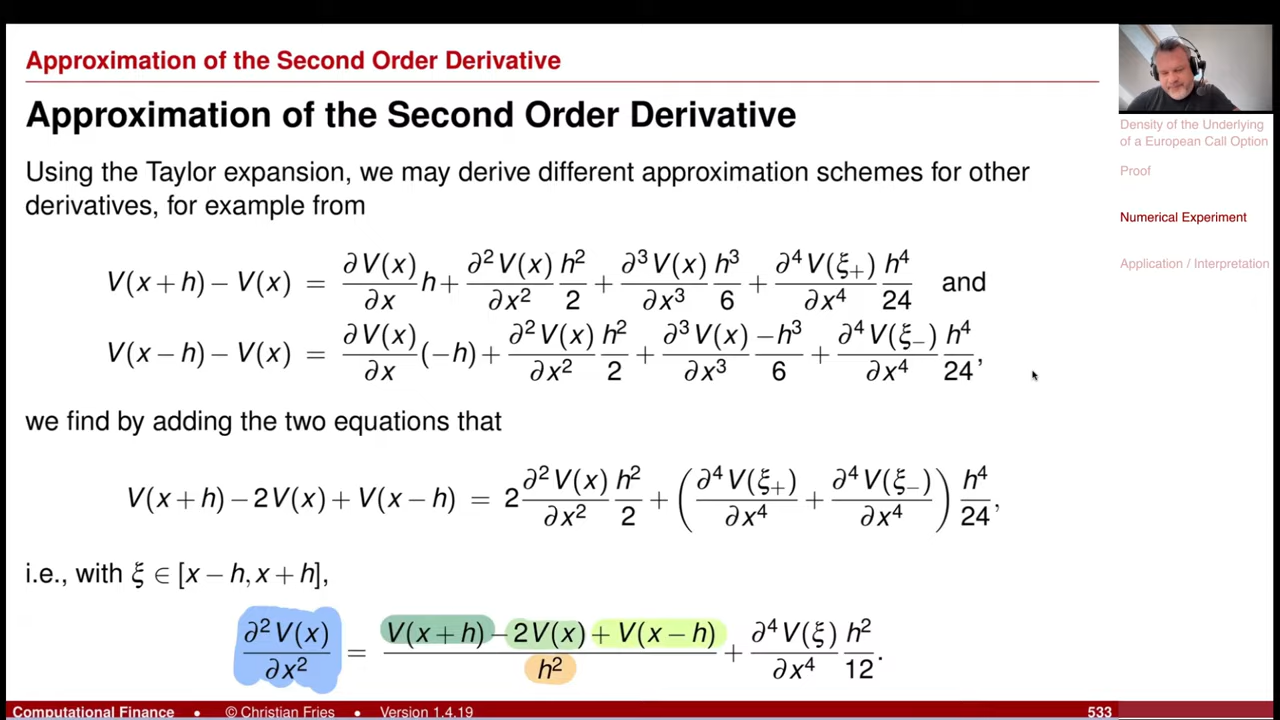 Approximation of the Second Order Derivative
Approximation of the Second Order Derivative
Using the Taylor expansion, we may derive different approximation schemes for other
derivatives, for example from
V(x+h) − V(x) = ∂V(x)/∂x h + ∂²V(x)/∂x² h²/2 + ∂³V(x)/∂x³ h³/6 + ∂⁴V(ξ₊)/∂x⁴ h⁴/24 and
V(x−h) − V(x) = ∂V(x)/∂x (−h) + ∂²V(x)/∂x² h²/2 + ∂³V(x)/∂x³ −h³/6 + ∂⁴V(ξ₋)/∂x⁴ h⁴/24,
we find by adding the two equations that
V(x+h) − 2V(x) + V(x−h) = 2 ∂²V(x)/∂x² h²/2 + (∂⁴V(ξ₊)/∂x⁴ + ∂⁴V(ξ₋)/∂x⁴) h⁴/24,
i.e., with ξ ∈ [x−h, x+h],
∂²V(x)/∂x² = (V(x+h) − 2V(x) + V(x−h))/h² + ∂⁴V(ξ)/∂x⁴ h²/12.
Density of the Underlying
of a European Call Option
Proof
Numerical Experiment
Application / Interpretation
Computational Finance • © Christian Fries • Version 1.4.19 533